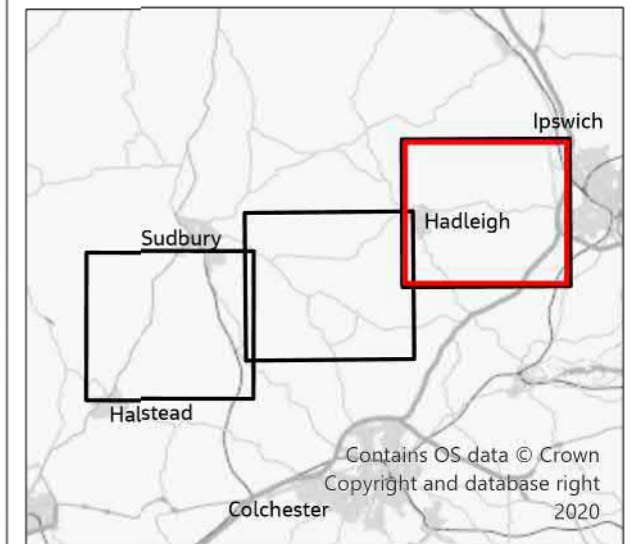 Ipswich
Hadleigh
Sudbury
Halstead
Contains OS data © Crown
Copyright and database right
2020
Colchester